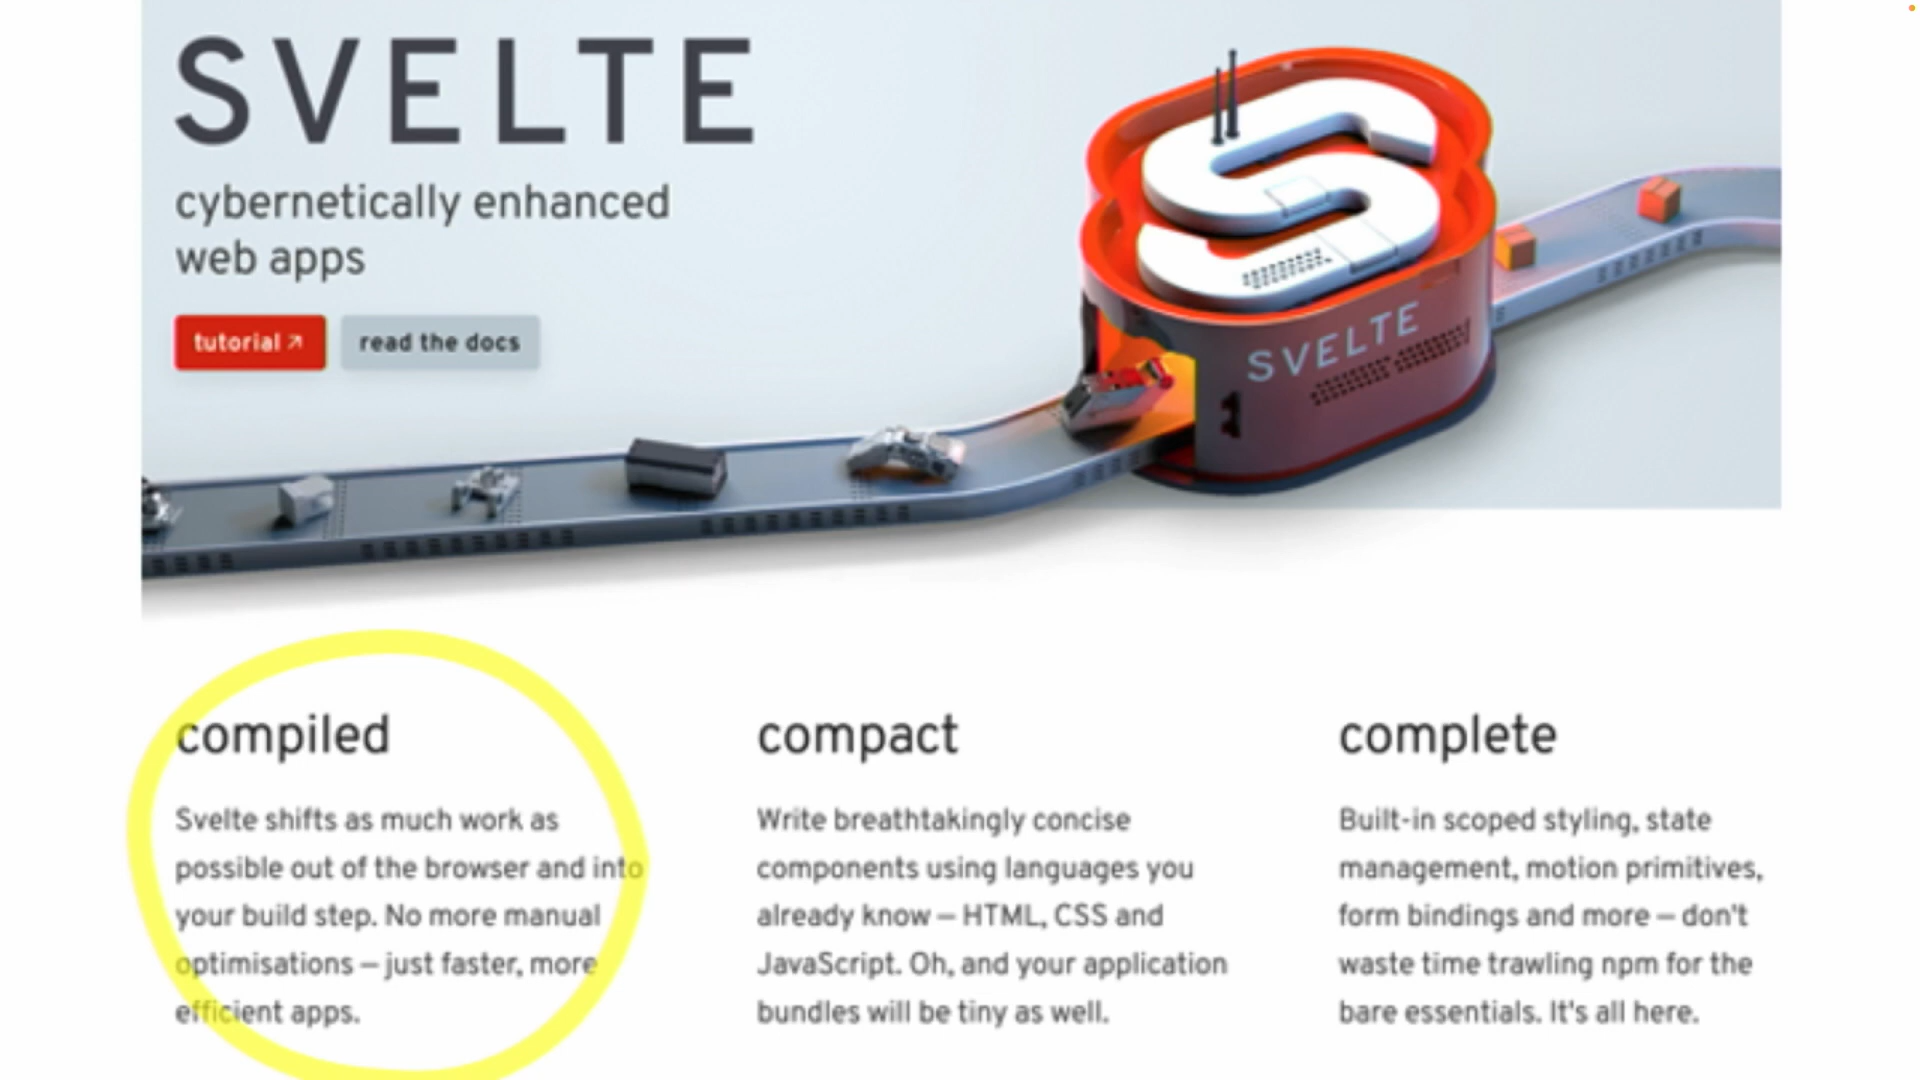 SVELTE
cybernetically enhanced
web apps
tutorial ↗
read the docs
SVELTE
compiled
Svelte shifts as much work as
possible out of the browser and into
your build step. No more manual
optimisations — just faster, more
efficient apps.
compact
Write breathtakingly concise
components using languages you
already know — HTML, CSS and
JavaScript. Oh, and your application
bundles will be tiny as well.
complete
Built-in scoped styling, state
management, motion primitives,
form bindings and more — don't
waste time trawling npm for the
bare essentials. It's all here.